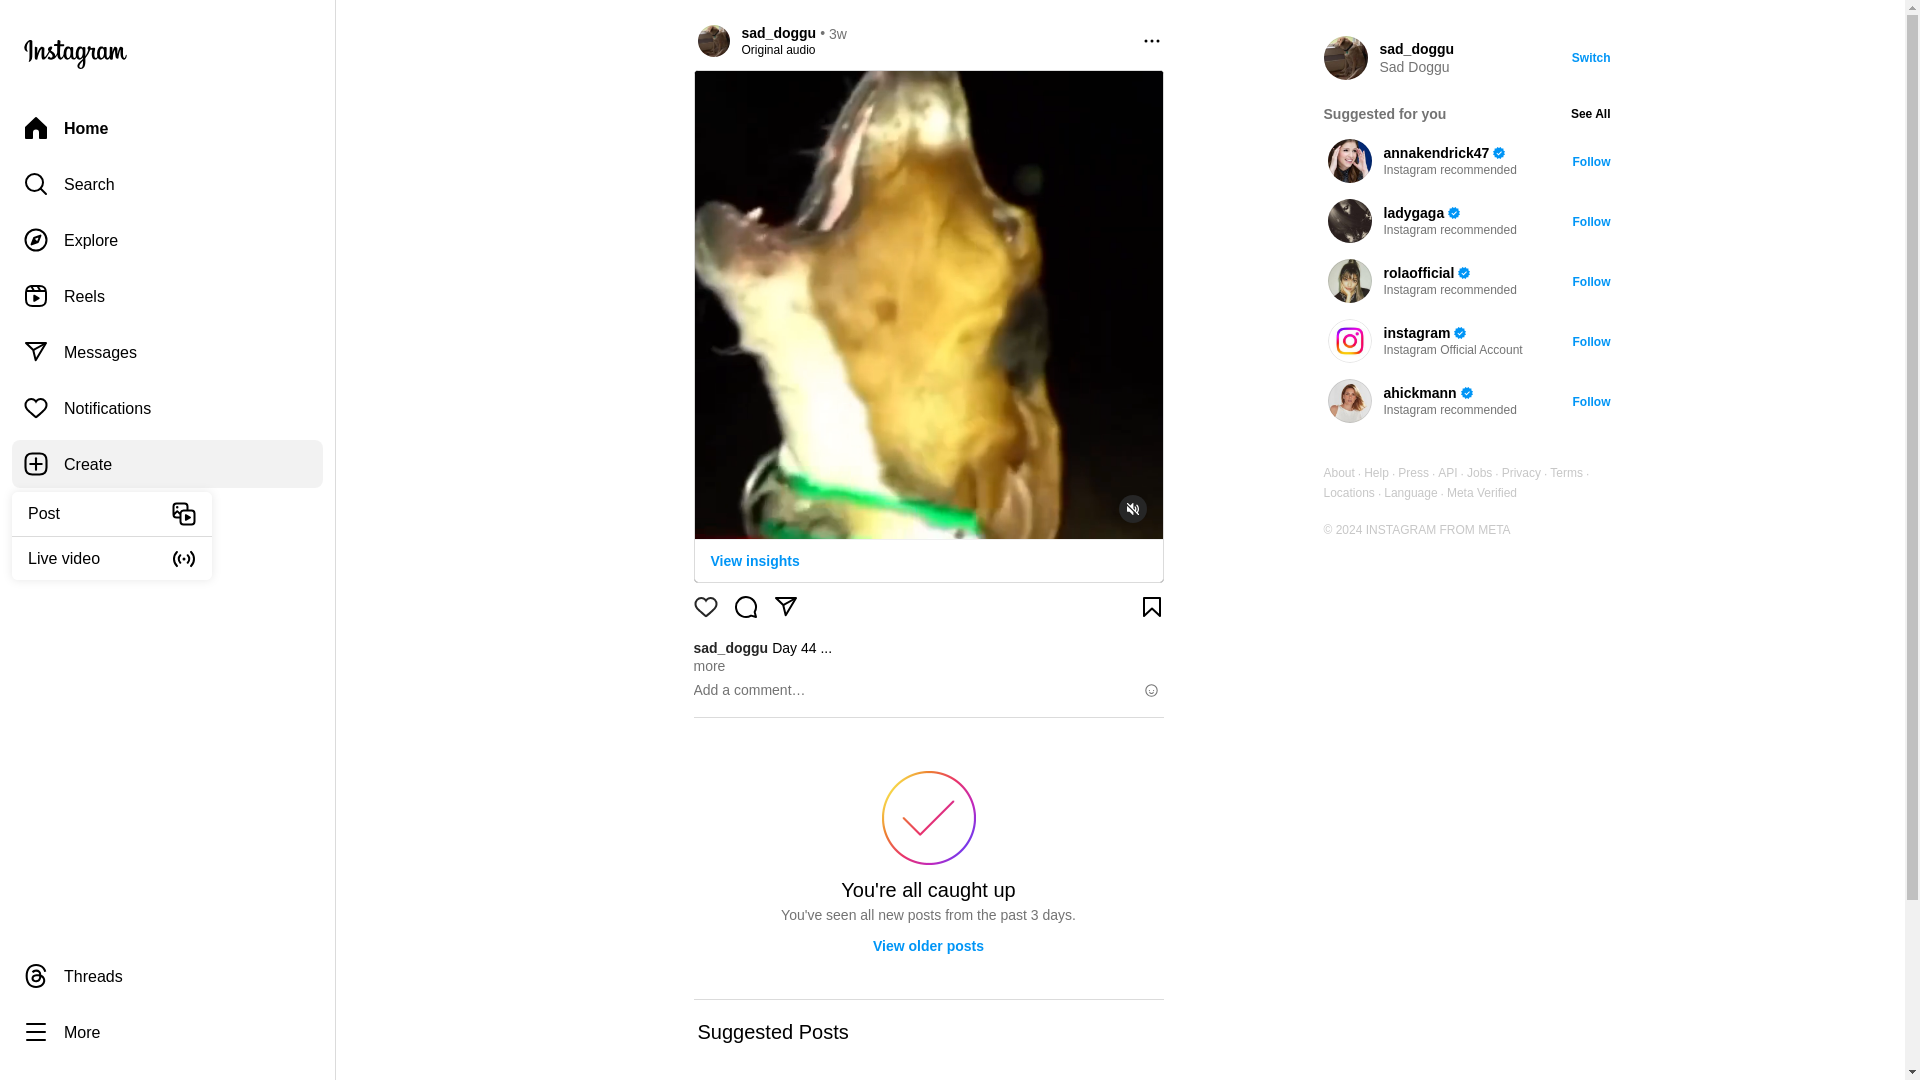 Instagram
Home
Search
Explore
Reels
Messages
Notifications
Create
Post
Live video
Threads
More
sad_doggu • 3w
Original audio
View insights
sad_doggu Day 44 ...
more
Add a comment…
You're all caught up
You've seen all new posts from the past 3 days.
View older posts
Suggested Posts
sad_doggu
Sad Doggu
Switch
Suggested for you
See All
annakendrick47
Instagram recommended
Follow
ladygaga
Instagram recommended
Follow
rolaofficial
Instagram recommended
Follow
instagram
Instagram Official Account
Follow
ahickmann
Instagram recommended
Follow
About · Help · Press · API · Jobs · Privacy · Terms ·
Locations · Language · Meta Verified
© 2024 INSTAGRAM FROM META